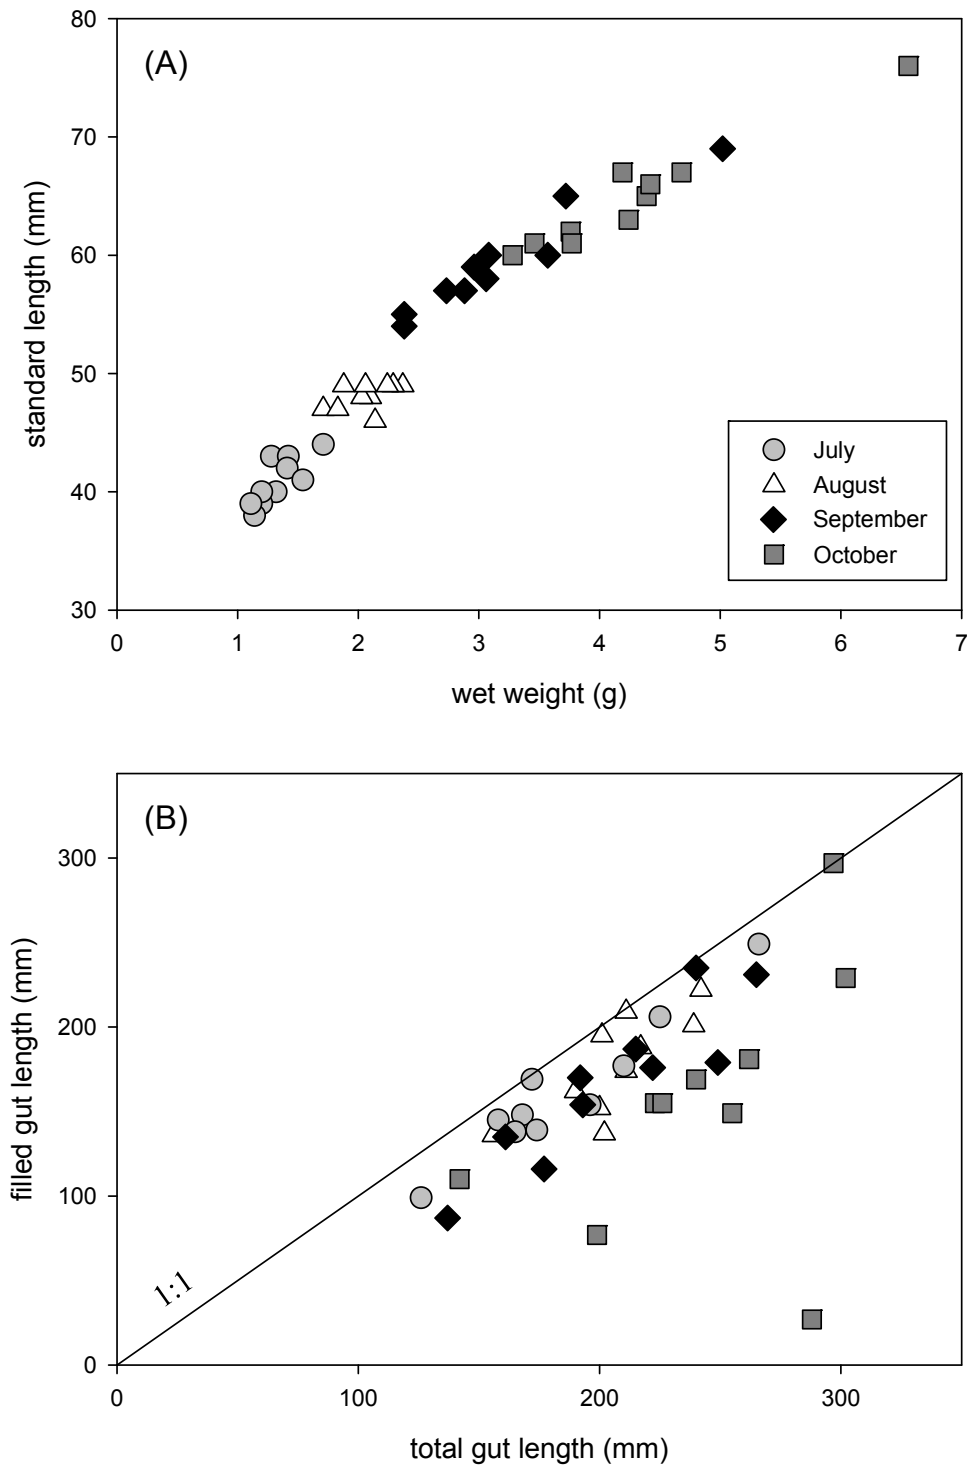 80
(A)
70
60
50
40
30
standard length (mm)
July
August
September
October
0 1 2 3 4 5 6 7
wet weight (g)
(B)
300
200
100
0
filled gut length (mm)
1:1
0 100 200 300
total gut length (mm)